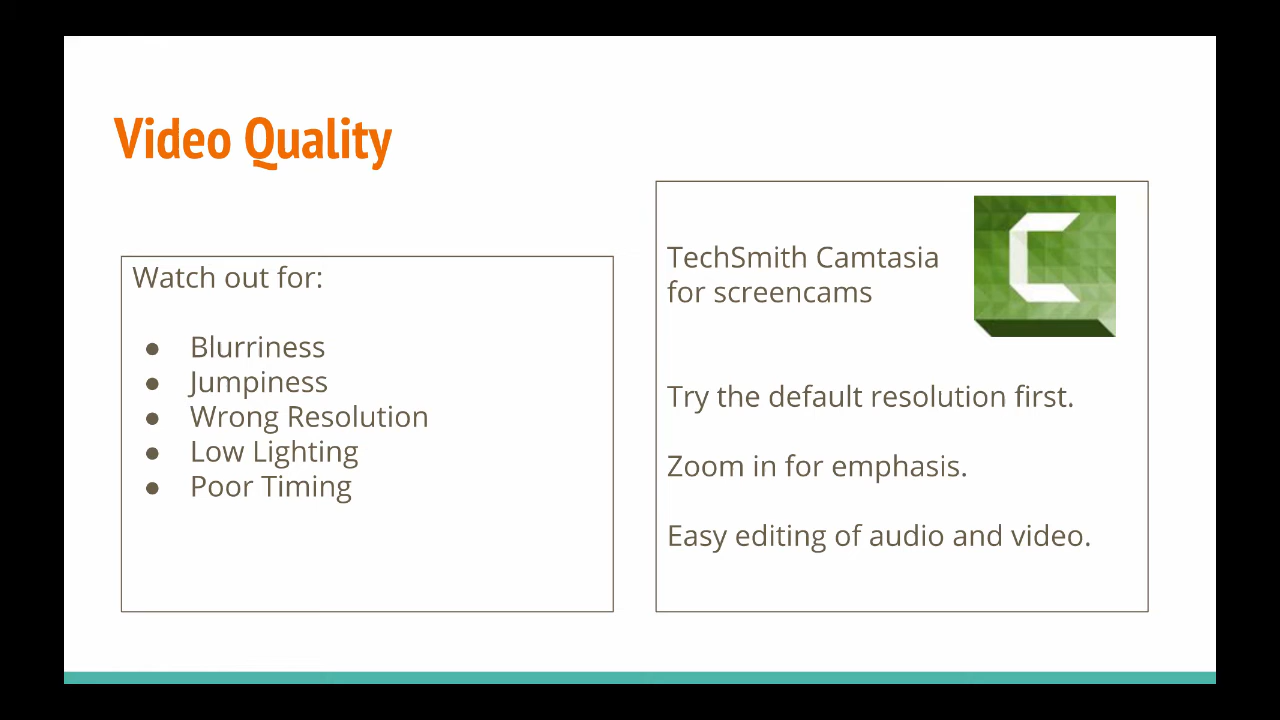 Video Quality
Watch out for:
● Blurriness
● Jumpiness
● Wrong Resolution
● Low Lighting
● Poor Timing
TechSmith Camtasia
for screencams
C
Try the default resolution first.
Zoom in for emphasis.
Easy editing of audio and video.